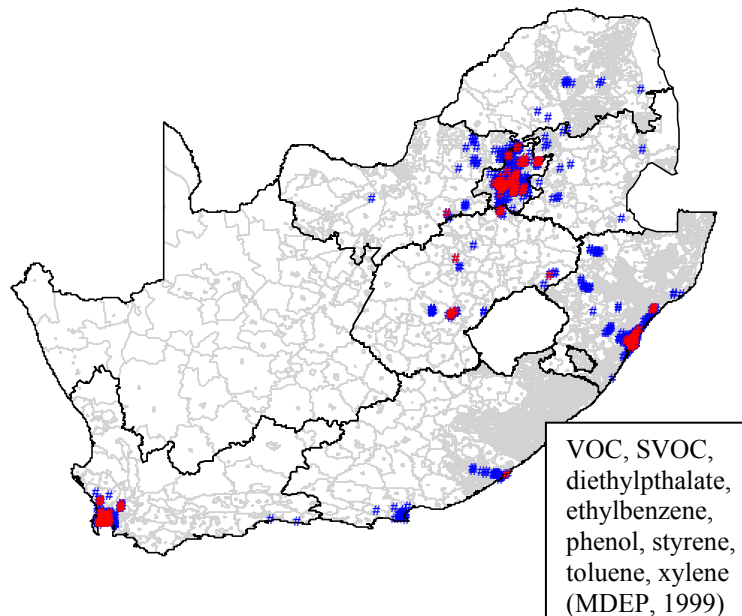 VOC, SVOC,
diethylpthalate,
ethylbenzene,
phenol, styrene,
toluene, xylene
(MDEP, 1999)